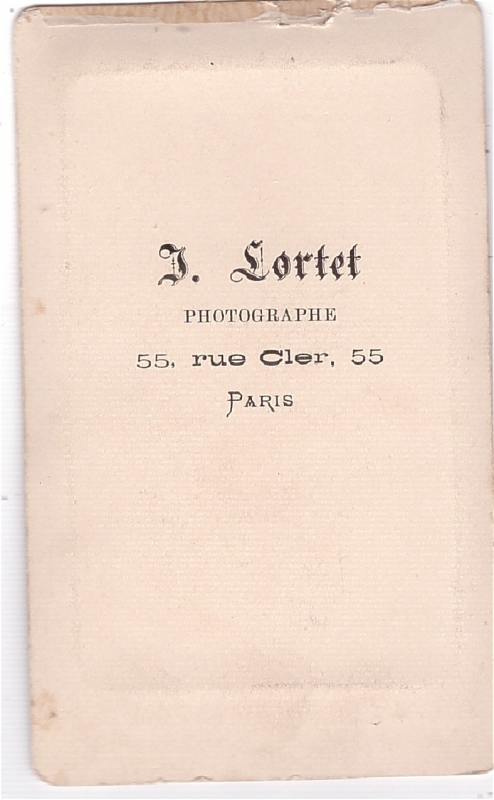 J. Lortet
PHOTOGRAPHE
55, rue Cler, 55
PARIS